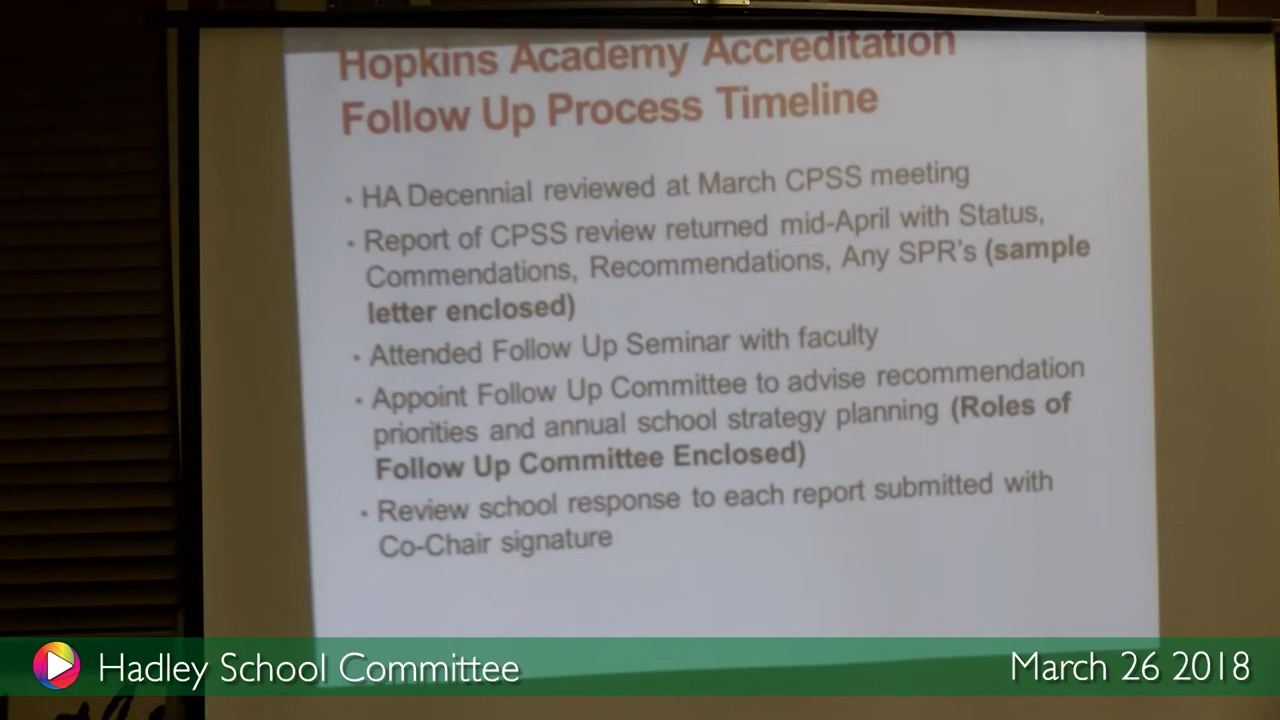 Hopkins Academy Accreditation
Follow Up Process Timeline
• HA Decennial reviewed at March CPSS meeting
• Report of CPSS review returned mid-April with Status,
Commendations, Recommendations, Any SPR's (sample
letter enclosed)
• Attended Follow Up Seminar with faculty
• Appoint Follow Up Committee to advise recommendation
priorities and annual school strategy planning (Roles of
Follow Up Committee Enclosed)
• Review school response to each report submitted with
Co-Chair signature
Hadley School Committee
March 26 2018